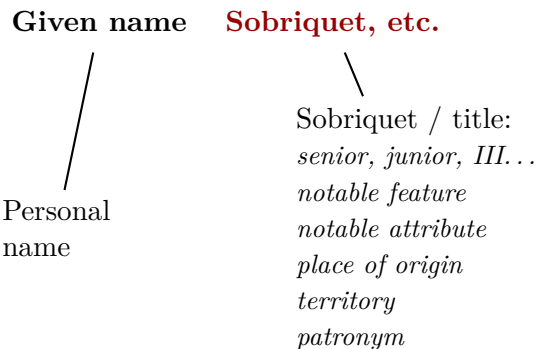 Given name Sobriquet, etc.
Sobriquet / title:
senior, junior, III...
notable feature
notable attribute
place of origin
territory
patronym
Personal
name